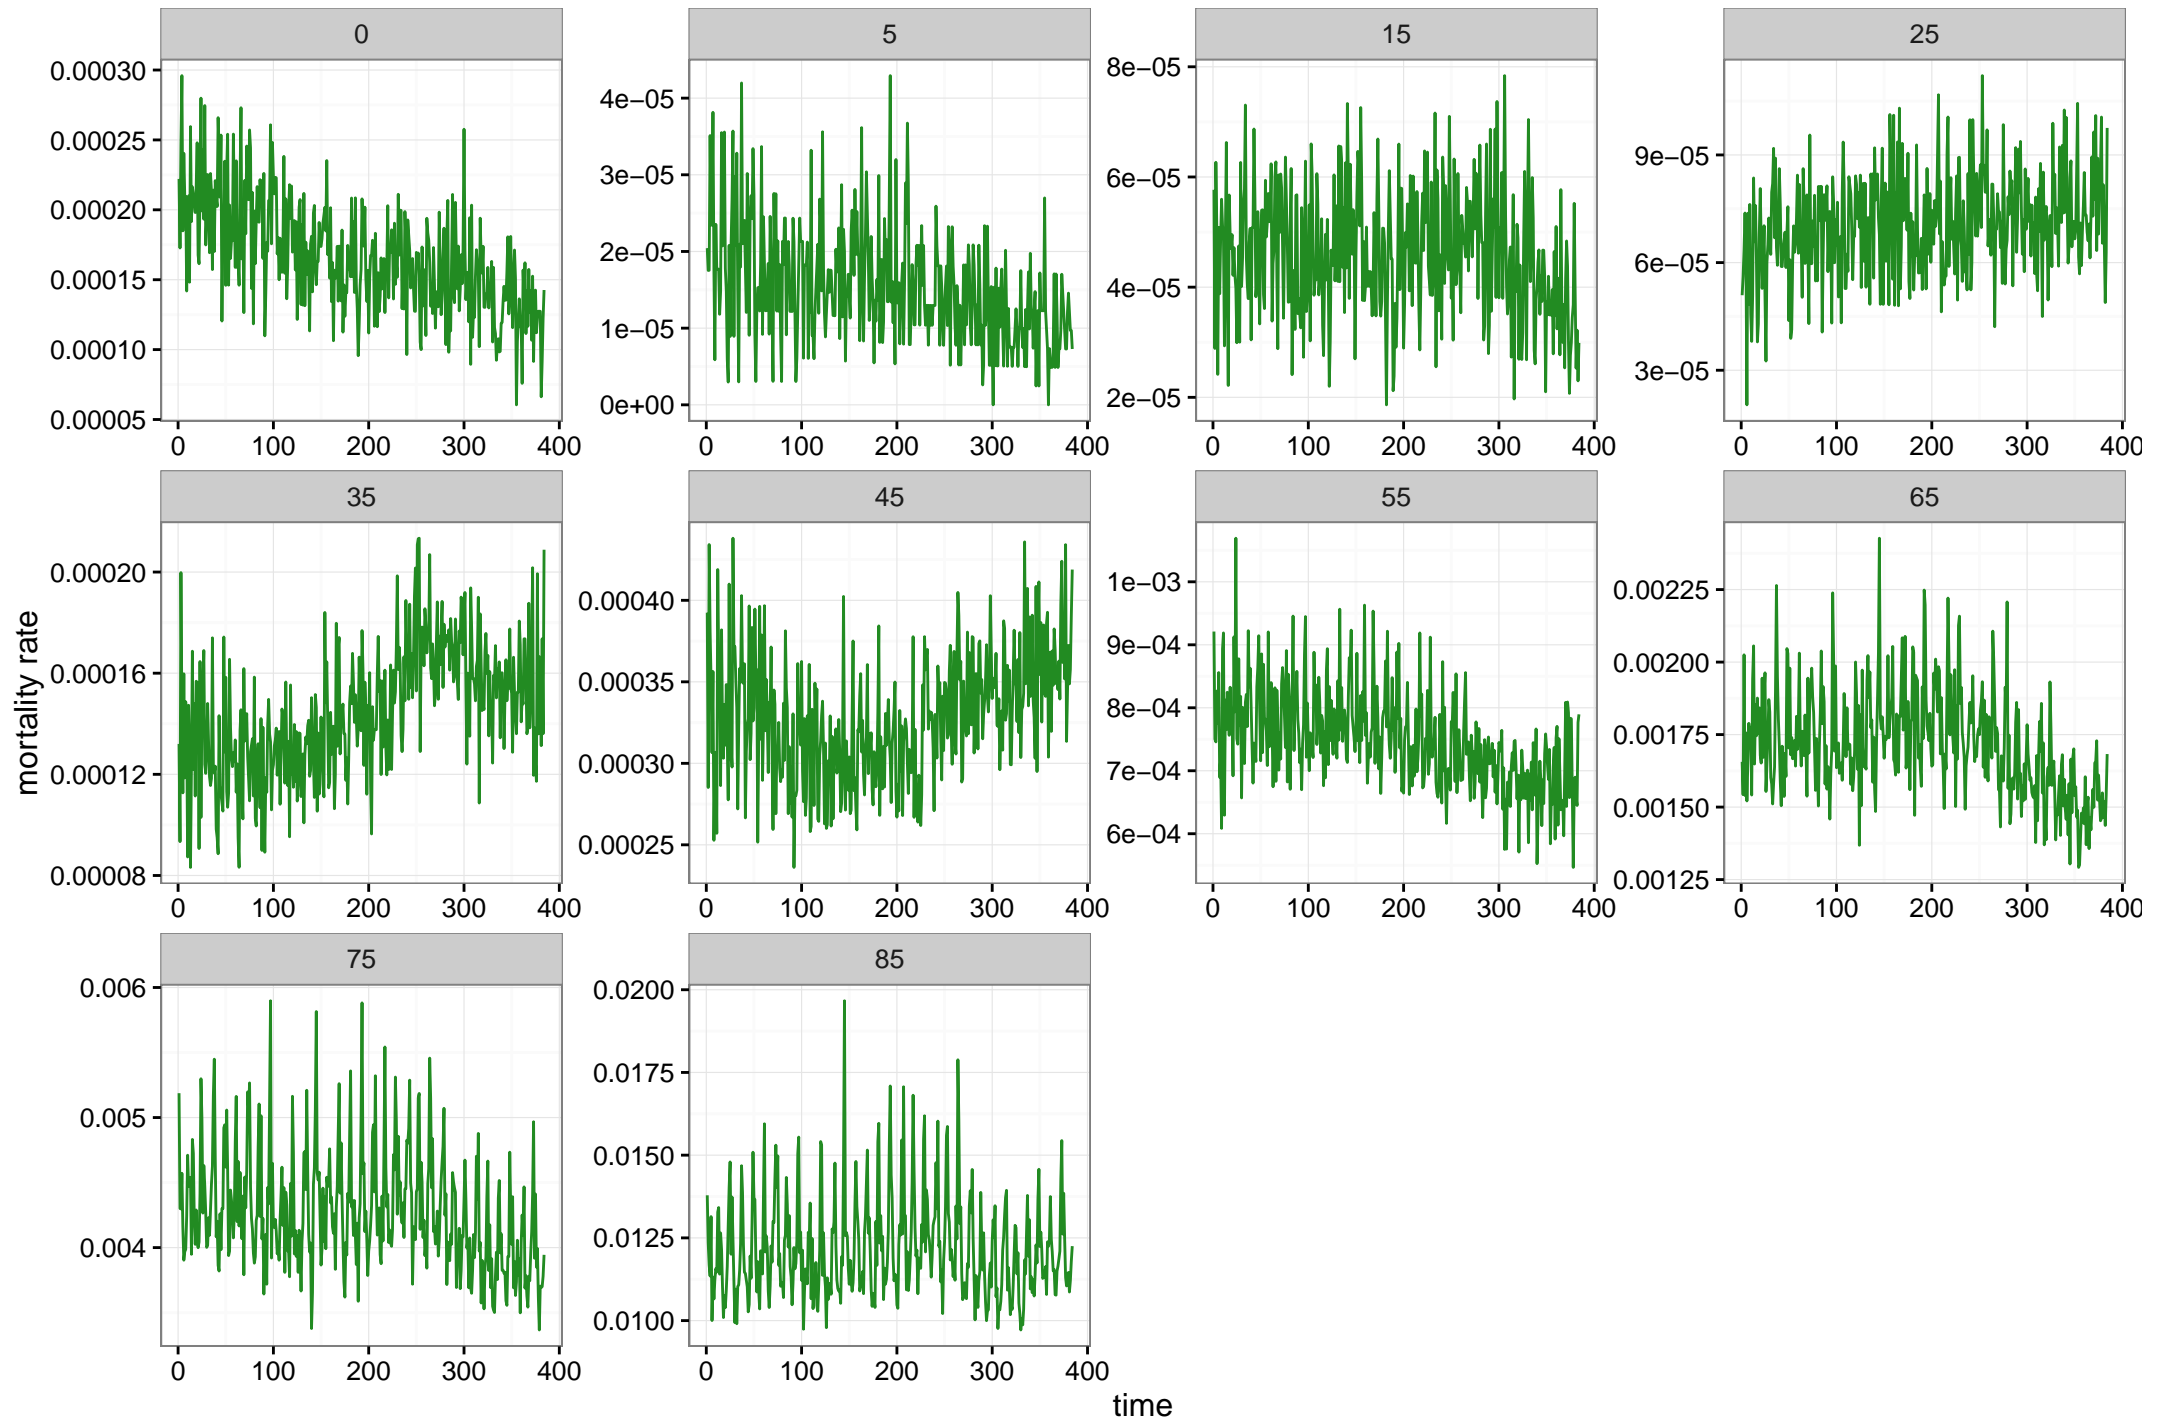 0 5 15 25
0.00030 0.00025 0.00020 0.00015 0.00010 0.00005
4e−05 3e−05 2e−05 1e−05 0e+00
8e−05 6e−05 4e−05 2e−05
9e−05 6e−05 3e−05
0 100 200 300 400 0 100 200 300 400 0 100 200 300 400 0 100 200 300 400
35 45 55 65
mortality rate
0.00020 0.00016 0.00012 0.00008
0.00040 0.00035 0.00030 0.00025
1e−03 9e−04 8e−04 7e−04 6e−04
0.00225 0.00200 0.00175 0.00150 0.00125
0 100 200 300 400 0 100 200 300 400 0 100 200 300 400 0 100 200 300 400
75 85
0.006 0.005 0.004
0.0200 0.0175 0.0150 0.0125 0.0100
0 100 200 300 400 0 100 200 300 400
time